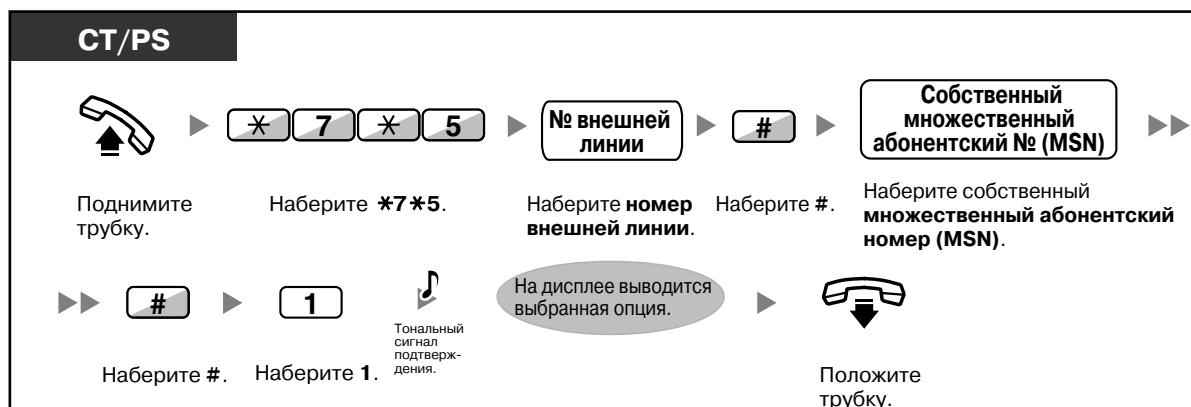 CT/PS
✳ 7 ✳ 5
№ внешней
линии
#
Собственный
множественный
абонентский № (MSN)
Поднимите
трубку.
Наберите ✳7✳5.
Наберите номер
внешней линии.
Наберите #.
Наберите собственный
множественный абонентский
номер (MSN).
#
1
Тональный
сигнал
подтверж-
дения.
На дисплее выводится
выбранная опция.
Наберите #.
Наберите 1.
Положите
трубку.